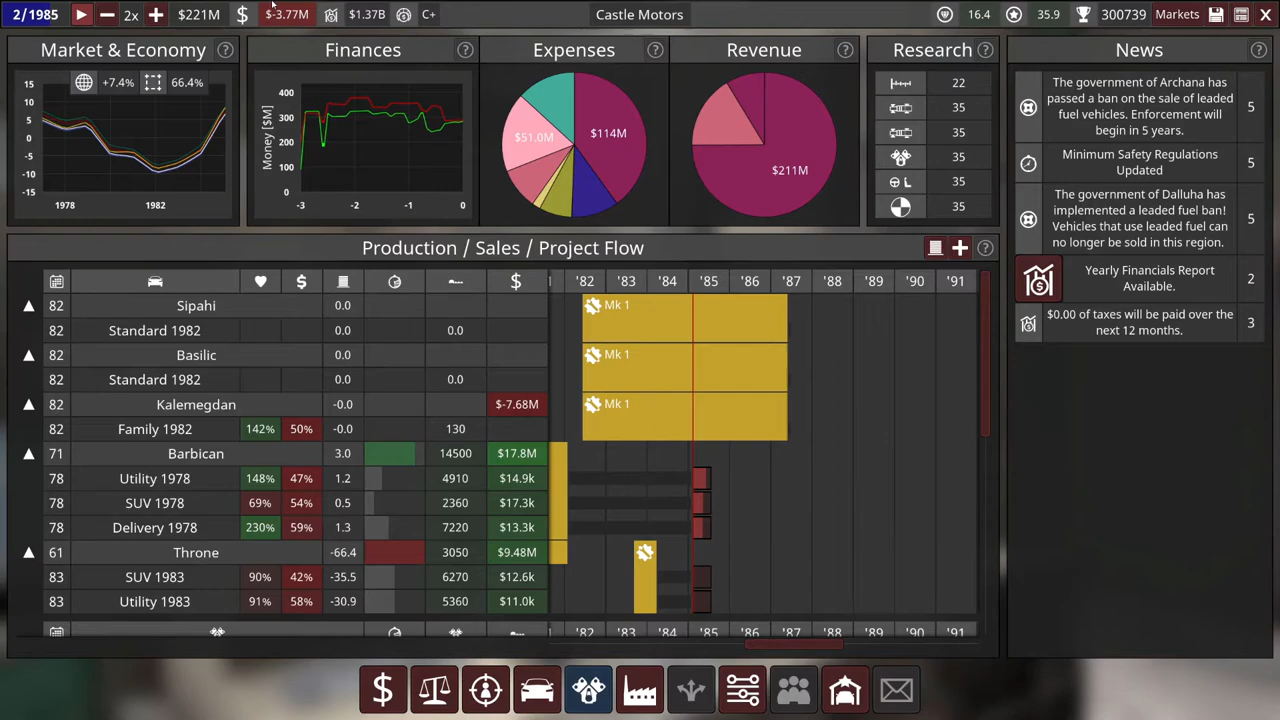 2/1985 2x $221M $ $-3.77M $1.37B C+ Castle Motors 16.4 35.9 300739 Markets
Market & Economy ? Finances ? Expenses ? Revenue ? Research News ?
+7.4% 66.4%
15
10
5
0
-5
-10
-15
1978 1982
Money [$M]
400
300
200
100
0
-3 -2 -1 0
$114M
$51.0M
$211M
22
35
35
35
35
35
The government of Archana has
passed a ban on the sale of leaded
fuel vehicles. Enforcement will
begin in 5 years.
5
Minimum Safety Regulations
Updated
5
The government of Dalluha has
implemented a leaded fuel ban!
Vehicles that use leaded fuel can
no longer be sold in this region.
5
Yearly Financials Report
Available.
2
$0.00 of taxes will be paid over the
next 12 months.
3
Production / Sales / Project Flow ?
$ $ '82 '83 '84 '85 '86 '87 '88 '89 '90 '91
82 Sipahi 0.0 Mk 1
82 Standard 1982 0.0 0.0
82 Basilic 0.0 Mk 1
82 Standard 1982 0.0 0.0
82 Kalemegdan -0.0 $-7.68M Mk 1
82 Family 1982 142% 50% -0.0 130
71 Barbican 3.0 14500 $17.8M
78 Utility 1978 148% 47% 1.2 4910 $14.9k
78 SUV 1978 69% 54% 0.5 2360 $17.3k
78 Delivery 1978 230% 59% 1.3 7220 $13.3k
61 Throne -66.4 3050 $9.48M
83 SUV 1983 90% 42% -35.5 6270 $12.6k
83 Utility 1983 91% 58% -30.9 5360 $11.0k
'82 '83 '84 '85 '86 '87 '88 '89 '90 '91
$